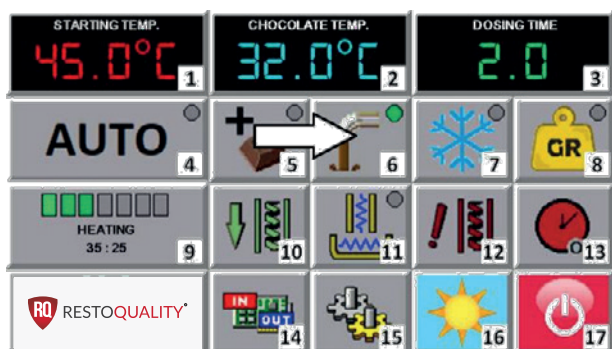 STARTING TEMP.
CHOCOLATE TEMP.
DOSING TIME
45.0°C
1
32.0°C
2
2.0
3
AUTO
4
+
5
6
7
GR
8
HEATING
35 : 25
9
10
11
!
12
13
RQ RESTOQUALITY
IN
OUT
14
15
16
17